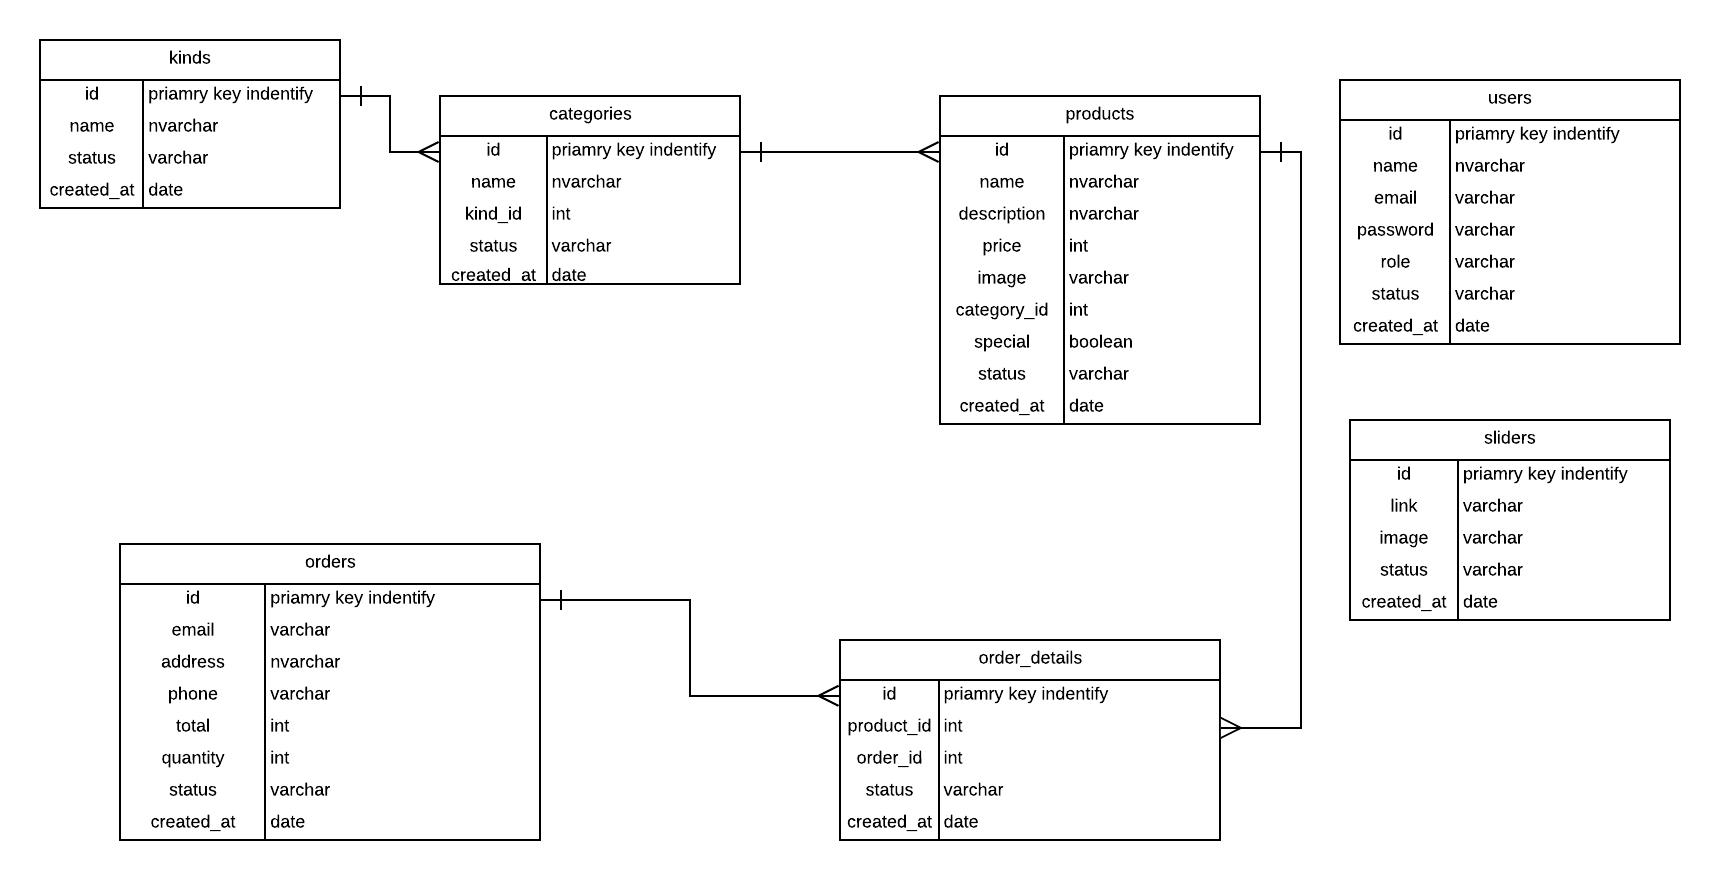 kinds
id priamry key indentify
name nvarchar
status varchar
created_at date
categories
id priamry key indentify
name nvarchar
kind_id int
status varchar
created_at date
products
id priamry key indentify
name nvarchar
description nvarchar
price int
image varchar
category_id int
special boolean
status varchar
created_at date
users
id priamry key indentify
name nvarchar
email varchar
password varchar
role varchar
status varchar
created_at date
sliders
id priamry key indentify
link varchar
image varchar
status varchar
created_at date
orders
id priamry key indentify
email varchar
address nvarchar
phone varchar
total int
quantity int
status varchar
created_at date
order_details
id priamry key indentify
product_id int
order_id int
status varchar
created_at date